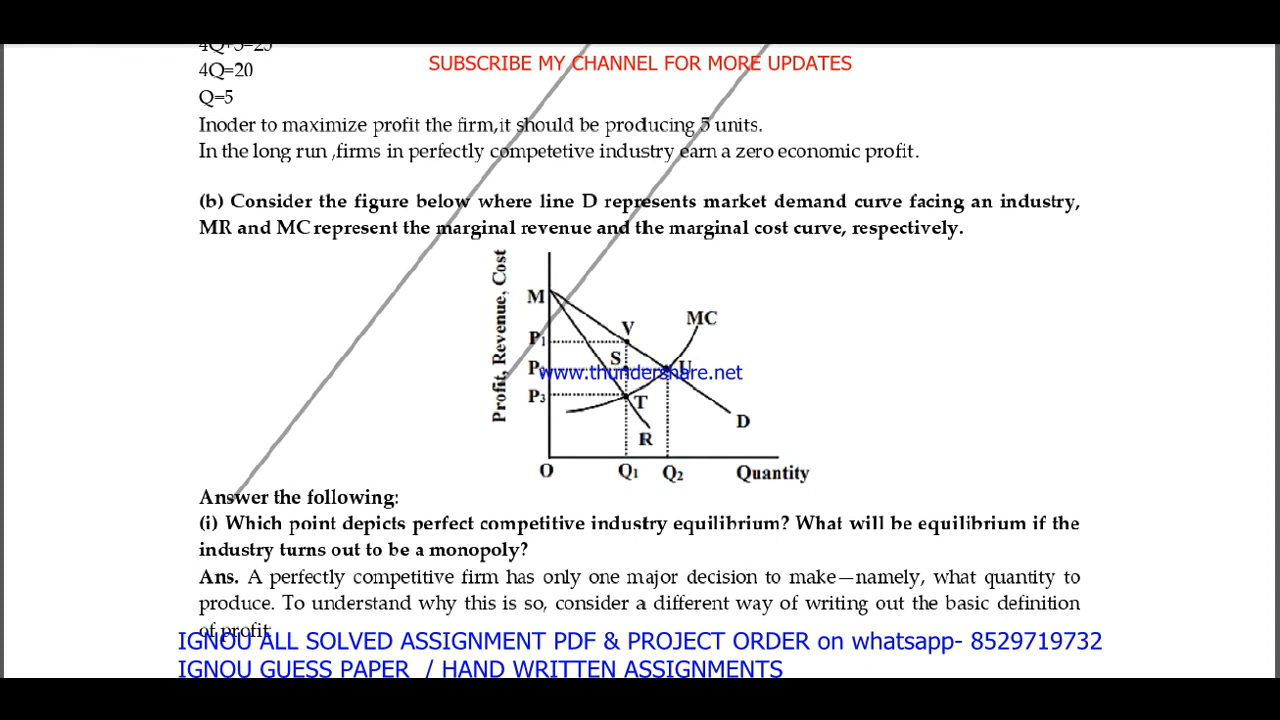 4Q+5=25
SUBSCRIBE MY CHANNEL FOR MORE UPDATES
4Q=20
Q=5
Inoder to maximize profit the firm,it should be producing 5 units.
In the long run ,firms in perfectly competetive industry earn a zero economic profit.
(b) Consider the figure below where line D represents market demand curve facing an industry,
MR and MC represent the marginal revenue and the marginal cost curve, respectively.
Profit, Revenue, Cost
M
MC
V
P1
S
U
P
www.thundershare.net
P3
T
D
R
O
Q1
Q2
Quantity
Answer the following:
(i) Which point depicts perfect competitive industry equilibrium? What will be equilibrium if the
industry turns out to be a monopoly?
Ans. A perfectly competitive firm has only one major decision to make—namely, what quantity to
produce. To understand why this is so, consider a different way of writing out the basic definition
of profit
IGNOU ALL SOLVED ASSIGNMENT PDF & PROJECT ORDER on whatsapp- 8529719732
IGNOU GUESS PAPER / HAND WRITTEN ASSIGNMENTS